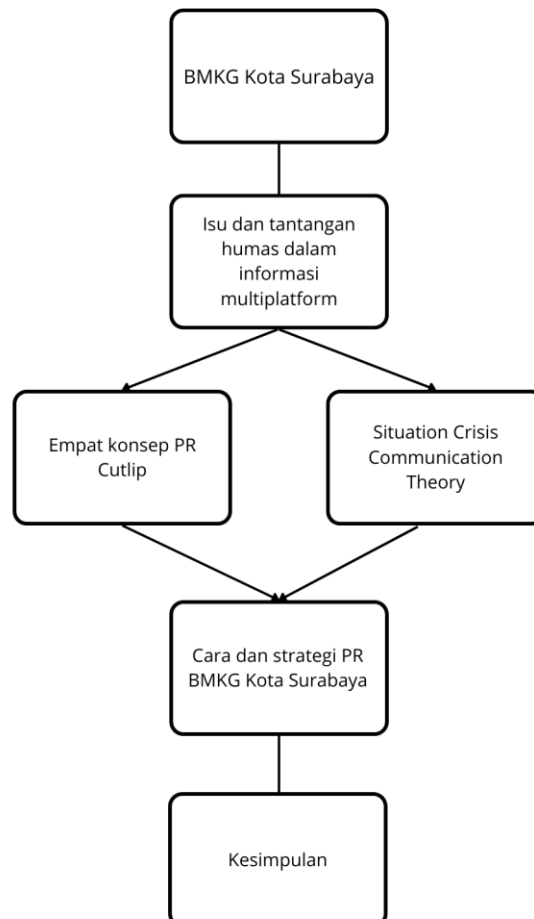 BMKG Kota Surabaya
Isu dan tantangan
humas dalam
informasi
multiplatform
Empat konsep PR
Cutlip
Situation Crisis
Communication
Theory
Cara dan strategi PR
BMKG Kota Surabaya
Kesimpulan